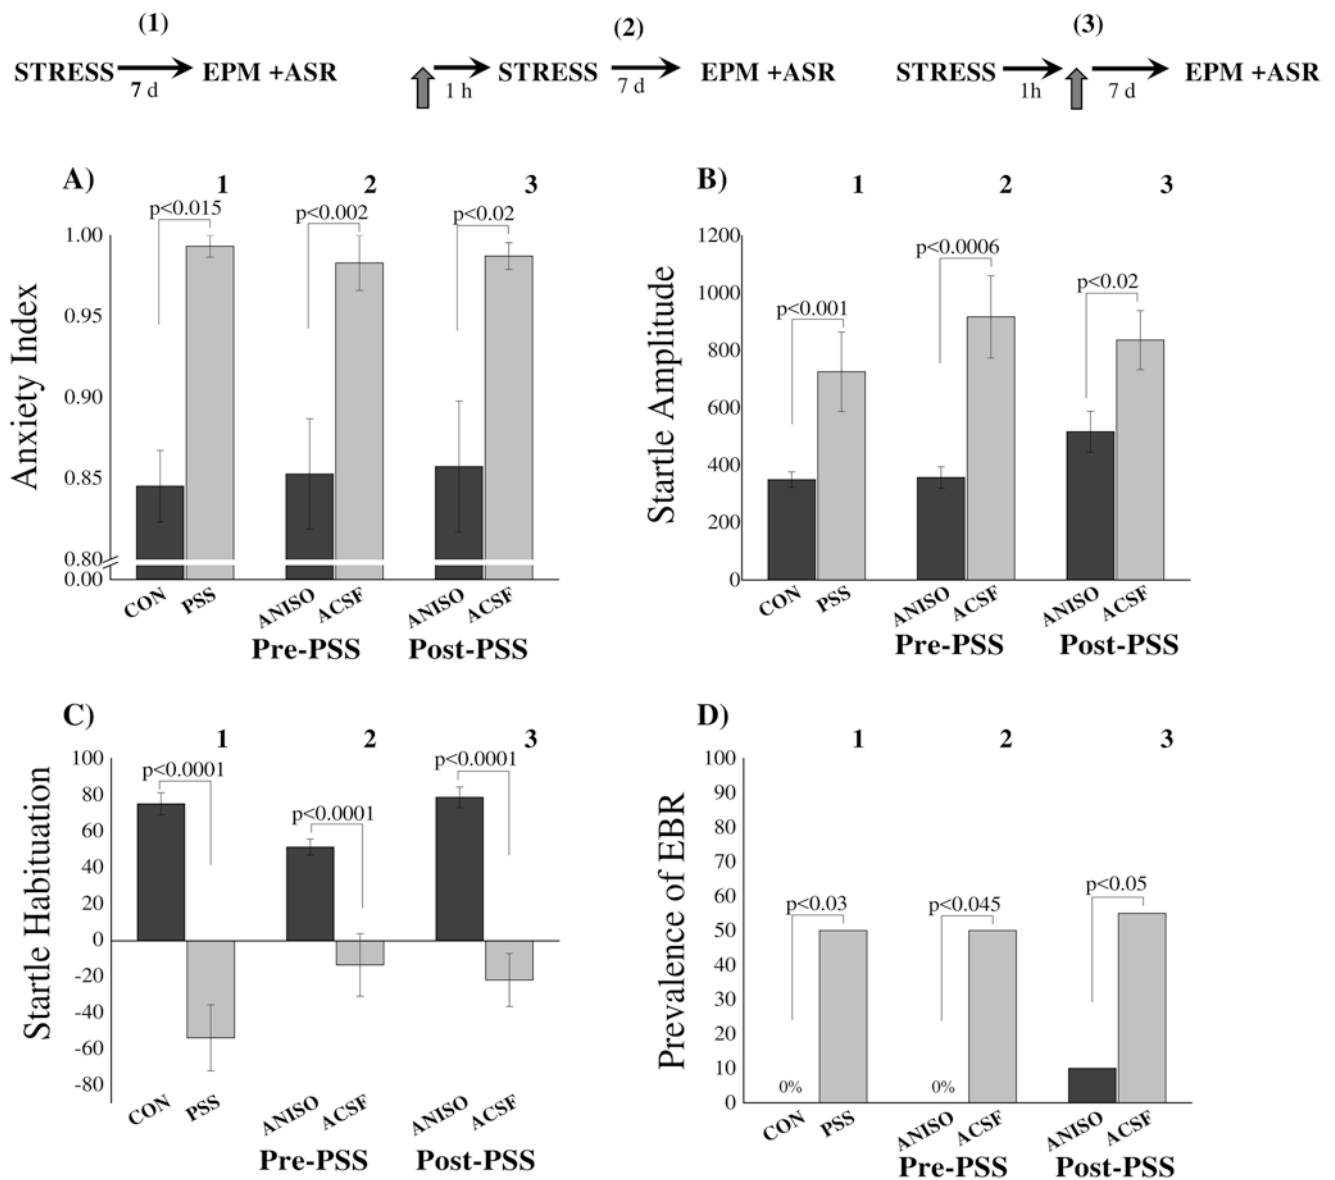 (1)
(2)
(3)
STRESS 7 d EPM +ASR
1 h STRESS 7 d EPM +ASR
STRESS 1h 7 d EPM +ASR
A)
1 2 3
p<0.015 p<0.002 p<0.02
Anxiety Index
1.00
0.95
0.90
0.85
0.80
0.00
CON PSS ANISO ACSF ANISO ACSF
Pre-PSS Post-PSS
B)
1 2 3
p<0.001 p<0.0006 p<0.02
Startle Amplitude
1200
1000
800
600
400
200
0
CON PSS ANISO ACSF ANISO ACSF
Pre-PSS Post-PSS
C)
1 2 3
p<0.0001 p<0.0001 p<0.0001
Startle Habituation
100
80
60
40
20
0
-20
-40
-60
-80
CON PSS ANISO ACSF ANISO ACSF
Pre-PSS Post-PSS
D)
1 2 3
p<0.03 p<0.045 p<0.05
Prevalence of EBR
100
90
80
70
60
50
40
30
20
10
0
0% 0%
CON PSS ANISO ACSF ANISO ACSF
Pre-PSS Post-PSS